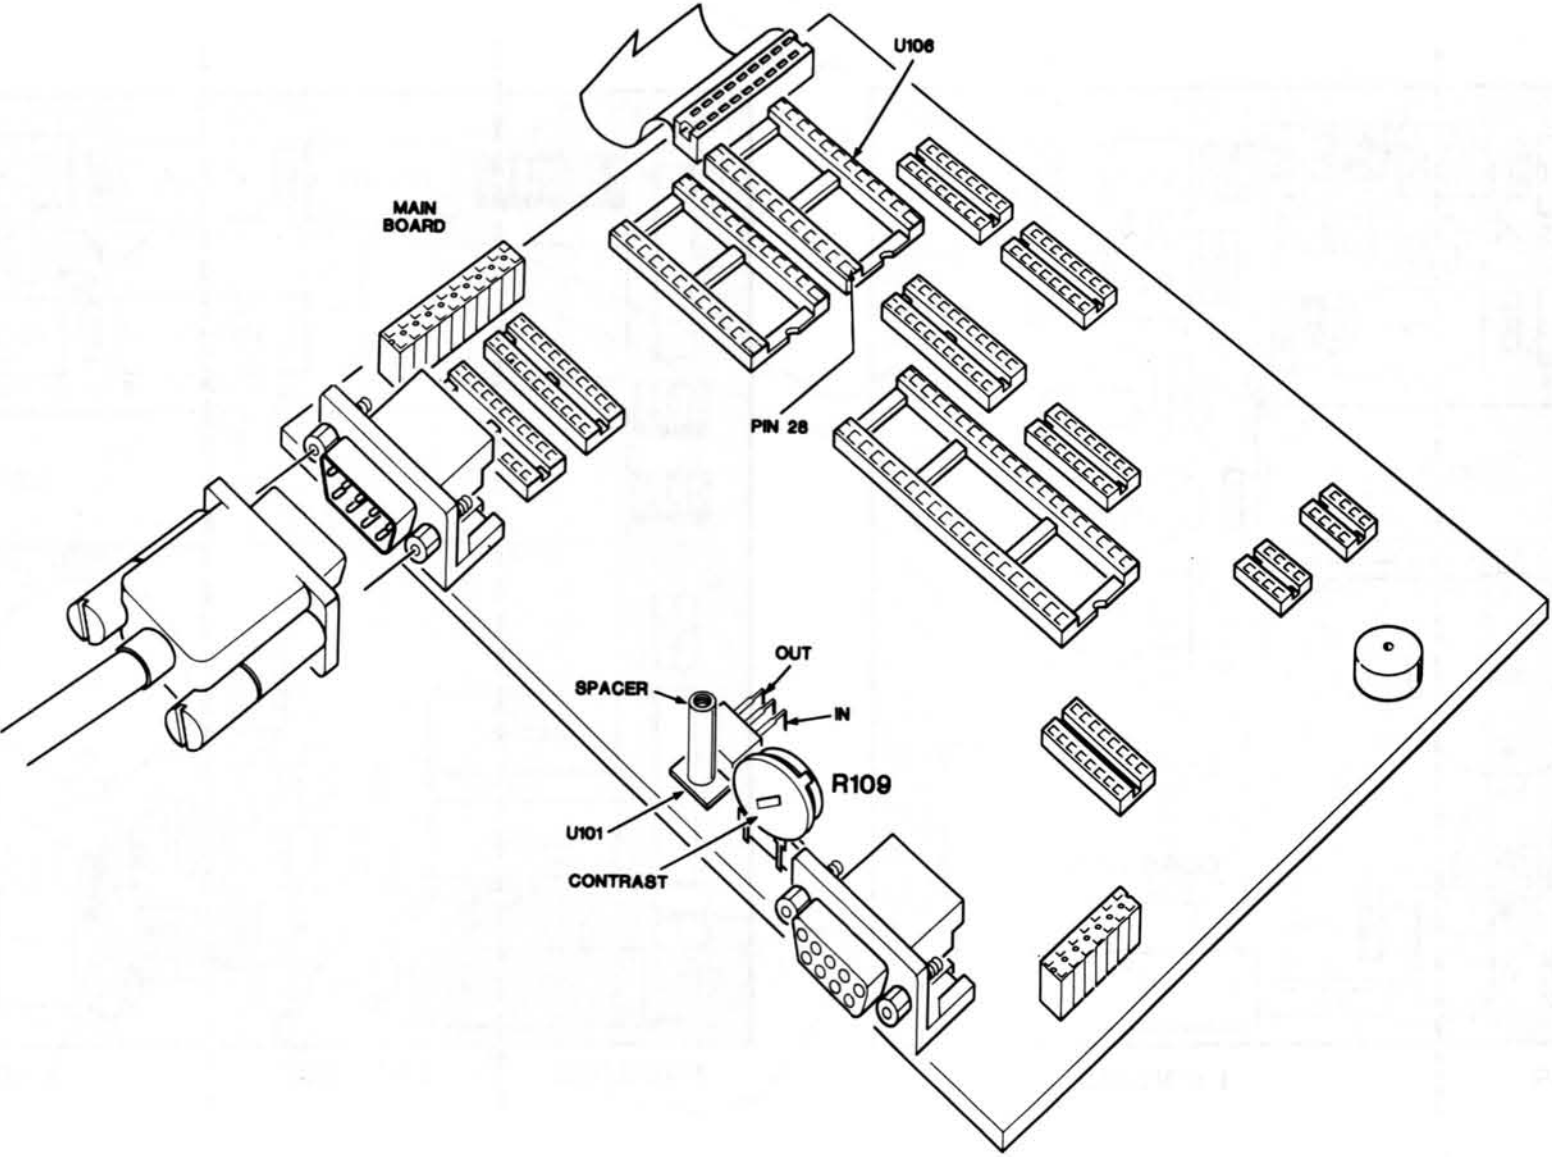 U106
MAIN
BOARD
PIN 28
OUT
SPACER
IN
R109
U101
CONTRAST